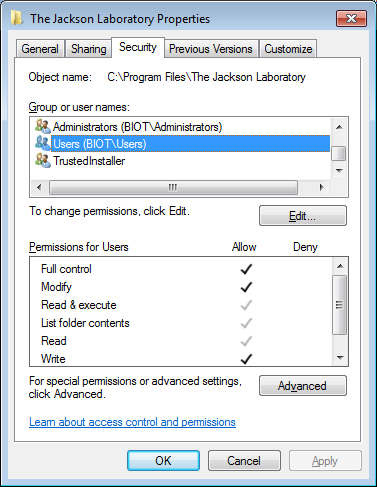 The Jackson Laboratory Properties
General Sharing Security Previous Versions Customize
Object name: C:\Program Files\The Jackson Laboratory
Group or user names:
Administrators (BIOT\Administrators)
Users (BIOT\Users)
TrustedInstaller
To change permissions, click Edit.
Edit...
Permissions for Users Allow Deny
Full control
Modify
Read & execute
List folder contents
Read
Write
For special permissions or advanced settings,
click Advanced.
Advanced
Learn about access control and permissions
OK Cancel Apply